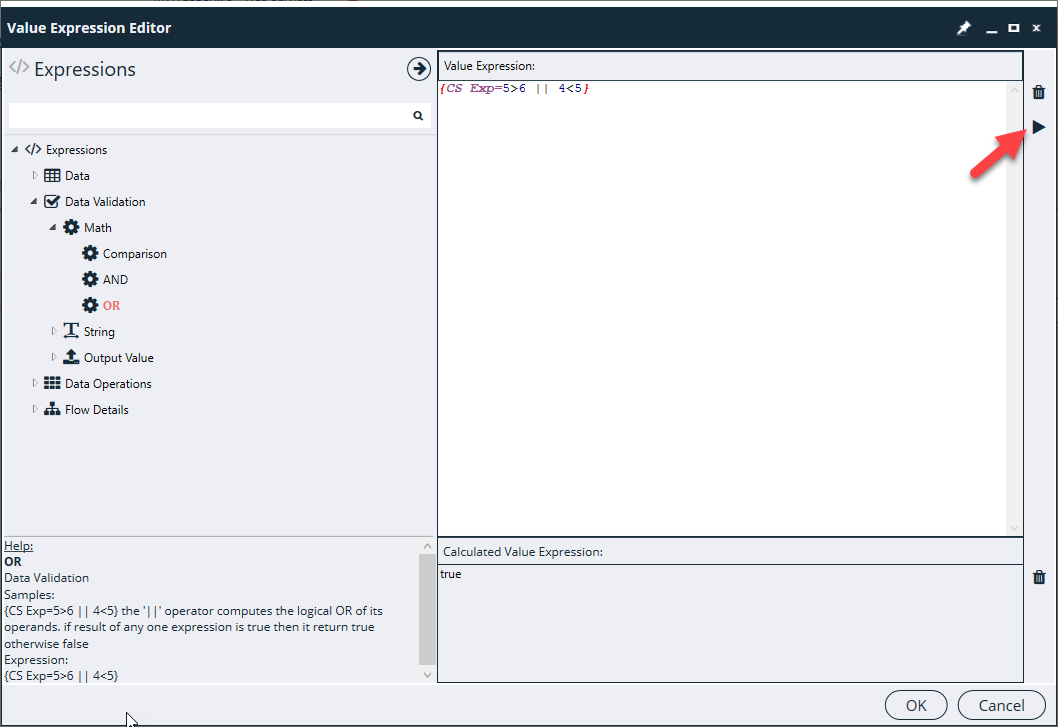 Value Expression Editor
Expressions
Value Expression:
{CS Exp=5>6 || 4<5}
Expressions
Data
Data Validation
Math
Comparison
AND
OR
String
Output Value
Data Operations
Flow Details
Help:
OR
Data Validation
Samples:
{CS Exp=5>6 || 4<5} the '||' operator computes the logical OR of its
operands. if result of any one expression is true then it return true
otherwise false
Expression:
{CS Exp=5>6 || 4<5}
Calculated Value Expression:
true
OK
Cancel